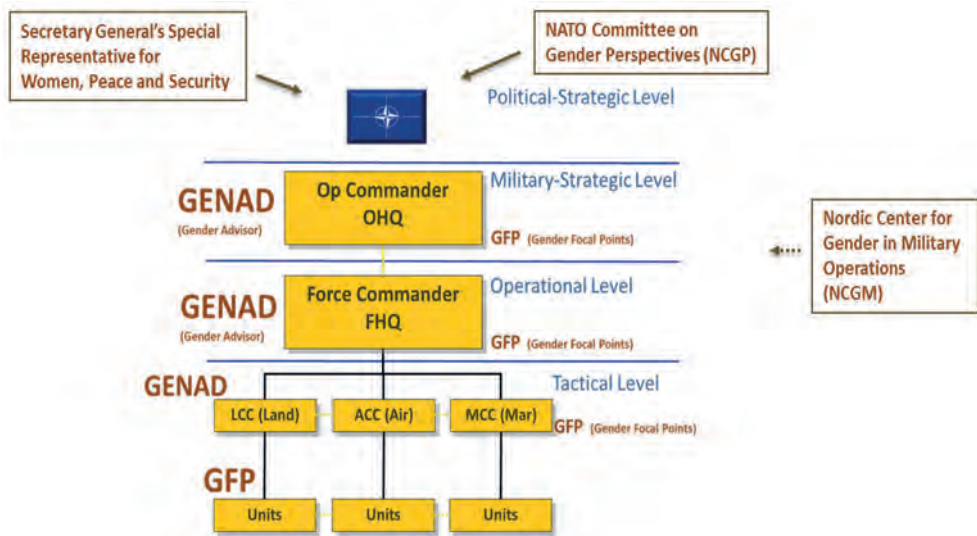 Secretary General's Special
Representative for
Women, Peace and Security
NATO Committee on
Gender Perspectives (NCGP)
Political-Strategic Level
GENAD
(Gender Advisor)
Op Commander
OHQ
Military-Strategic Level
GFP (Gender Focal Points)
Nordic Center for
Gender in Military
Operations
(NCGM)
GENAD
(Gender Advisor)
Force Commander
FHQ
Operational Level
GFP (Gender Focal Points)
GENAD
Tactical Level
LCC (Land)
ACC (Air)
MCC (Mar)
GFP (Gender Focal Points)
GFP
Units
Units
Units